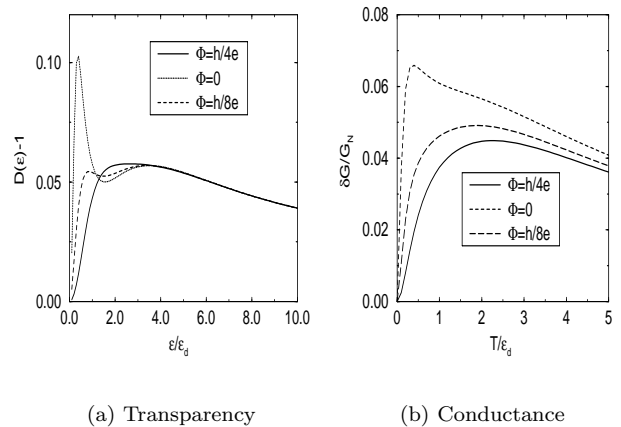 0.10
0.05
0.00
D(ε)-1
Φ=h/4e
Φ=0
Φ=h/8e
0.0 2.0 4.0 6.0 8.0 10.0
ε/ε_d
(a) Transparency
0.08
0.06
0.04
0.02
0.00
δG/G_N
Φ=h/4e
Φ=0
Φ=h/8e
0 1 2 3 4 5
T/ε_d
(b) Conductance